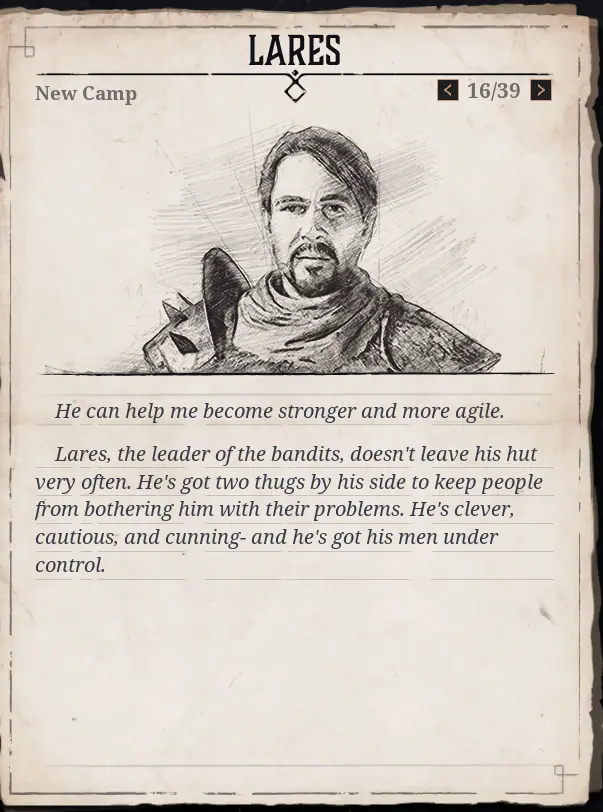 LARES
New Camp
16/39
He can help me become stronger and more agile.
Lares, the leader of the bandits, doesn't leave his hut
very often. He's got two thugs by his side to keep people
from bothering him with their problems. He's clever,
cautious, and cunning- and he's got his men under
control.